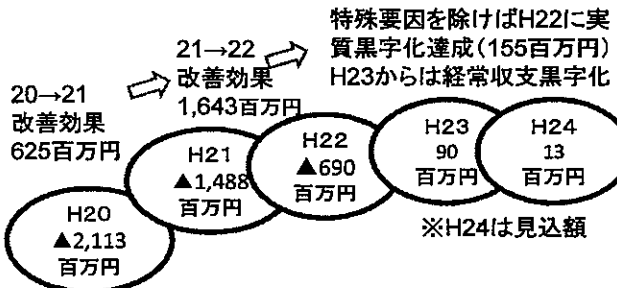 特殊要因を除けばH22に実
質黒字化達成(155百万円)
H23からは経常収支黒字化
21→22
改善効果
1,643百万円
20→21
改善効果
625百万円
H20
▲2,113
百万円
H21
▲1,488
百万円
H22
▲690
百万円
H23
90
百万円
H24
13
百万円
※H24は見込額